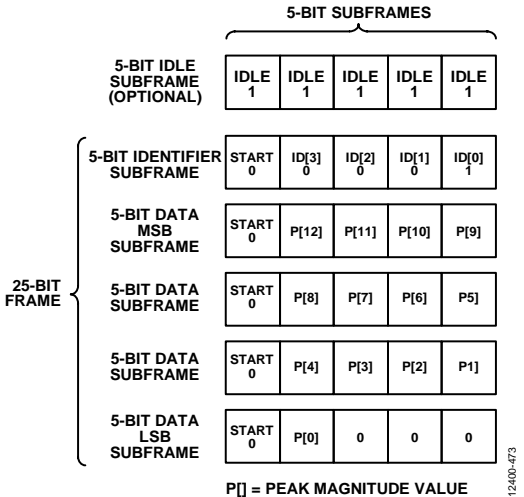 5-BIT SUBFRAMES
5-BIT IDLE
SUBFRAME
(OPTIONAL)
IDLE IDLE IDLE IDLE IDLE
1 1 1 1 1
25-BIT
FRAME
5-BIT IDENTIFIER
SUBFRAME
START ID[3] ID[2] ID[1] ID[0]
0 0 0 0 1
5-BIT DATA
MSB
SUBFRAME
START
0
P[12] P[11] P[10] P[9]
5-BIT DATA
SUBFRAME
START
0
P[8] P[7] P[6] P5]
5-BIT DATA
SUBFRAME
START
0
P[4] P[3] P[2] P1]
5-BIT DATA
LSB
SUBFRAME
START
0
P[0] 0 0 0
P[] = PEAK MAGNITUDE VALUE
12400-473